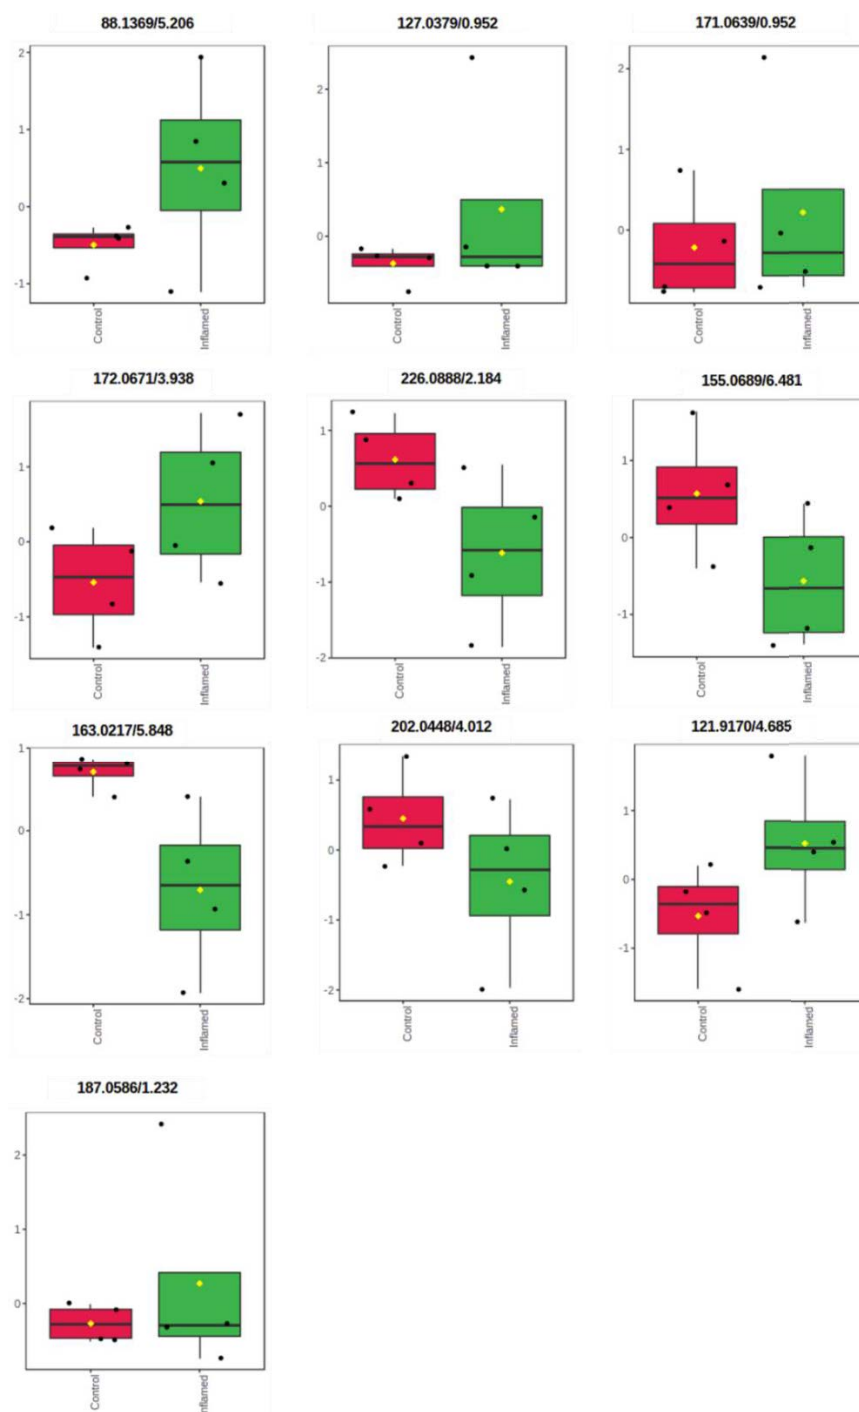 88.1369/5.206 127.0379/0.952 171.0639/0.952
2 2 2
1 1 1
0 0 0
-1
Control Inflamed Control Inflamed Control Inflamed
172.0671/3.938 226.0888/2.184 155.0689/6.481
1 1 1
0 0 0
-1 -1 -1
-2
Control Inflamed Control Inflamed Control Inflamed
163.0217/5.848 202.0448/4.012 121.9170/4.685
1 1 1
0 0 0
-1 -1 -1
-2 -2
Control Inflamed Control Inflamed Control Inflamed
187.0586/1.232
2
1
0
Control Inflamed